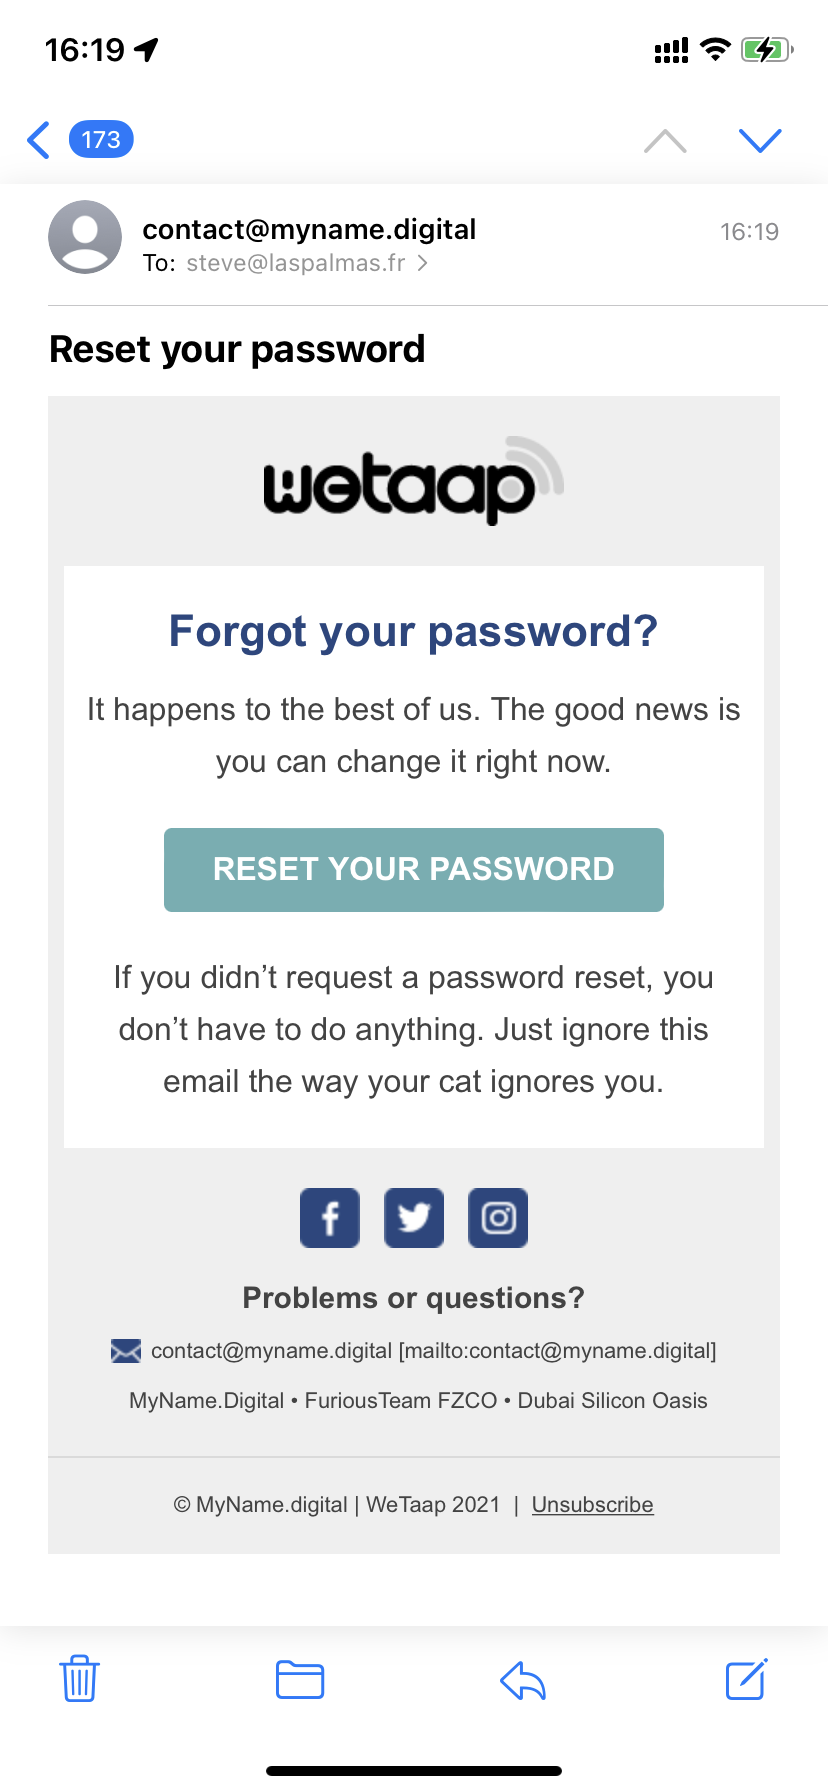 16:19
173
contact@myname.digital
16:19
To: steve@laspalmas.fr
Reset your password
wetaap
Forgot your password?
It happens to the best of us. The good news is
you can change it right now.
RESET YOUR PASSWORD
If you didn’t request a password reset, you
don’t have to do anything. Just ignore this
email the way your cat ignores you.
Problems or questions?
contact@myname.digital [mailto:contact@myname.digital]
MyName.Digital • FuriousTeam FZCO • Dubai Silicon Oasis
© MyName.digital | WeTaap 2021 | Unsubscribe